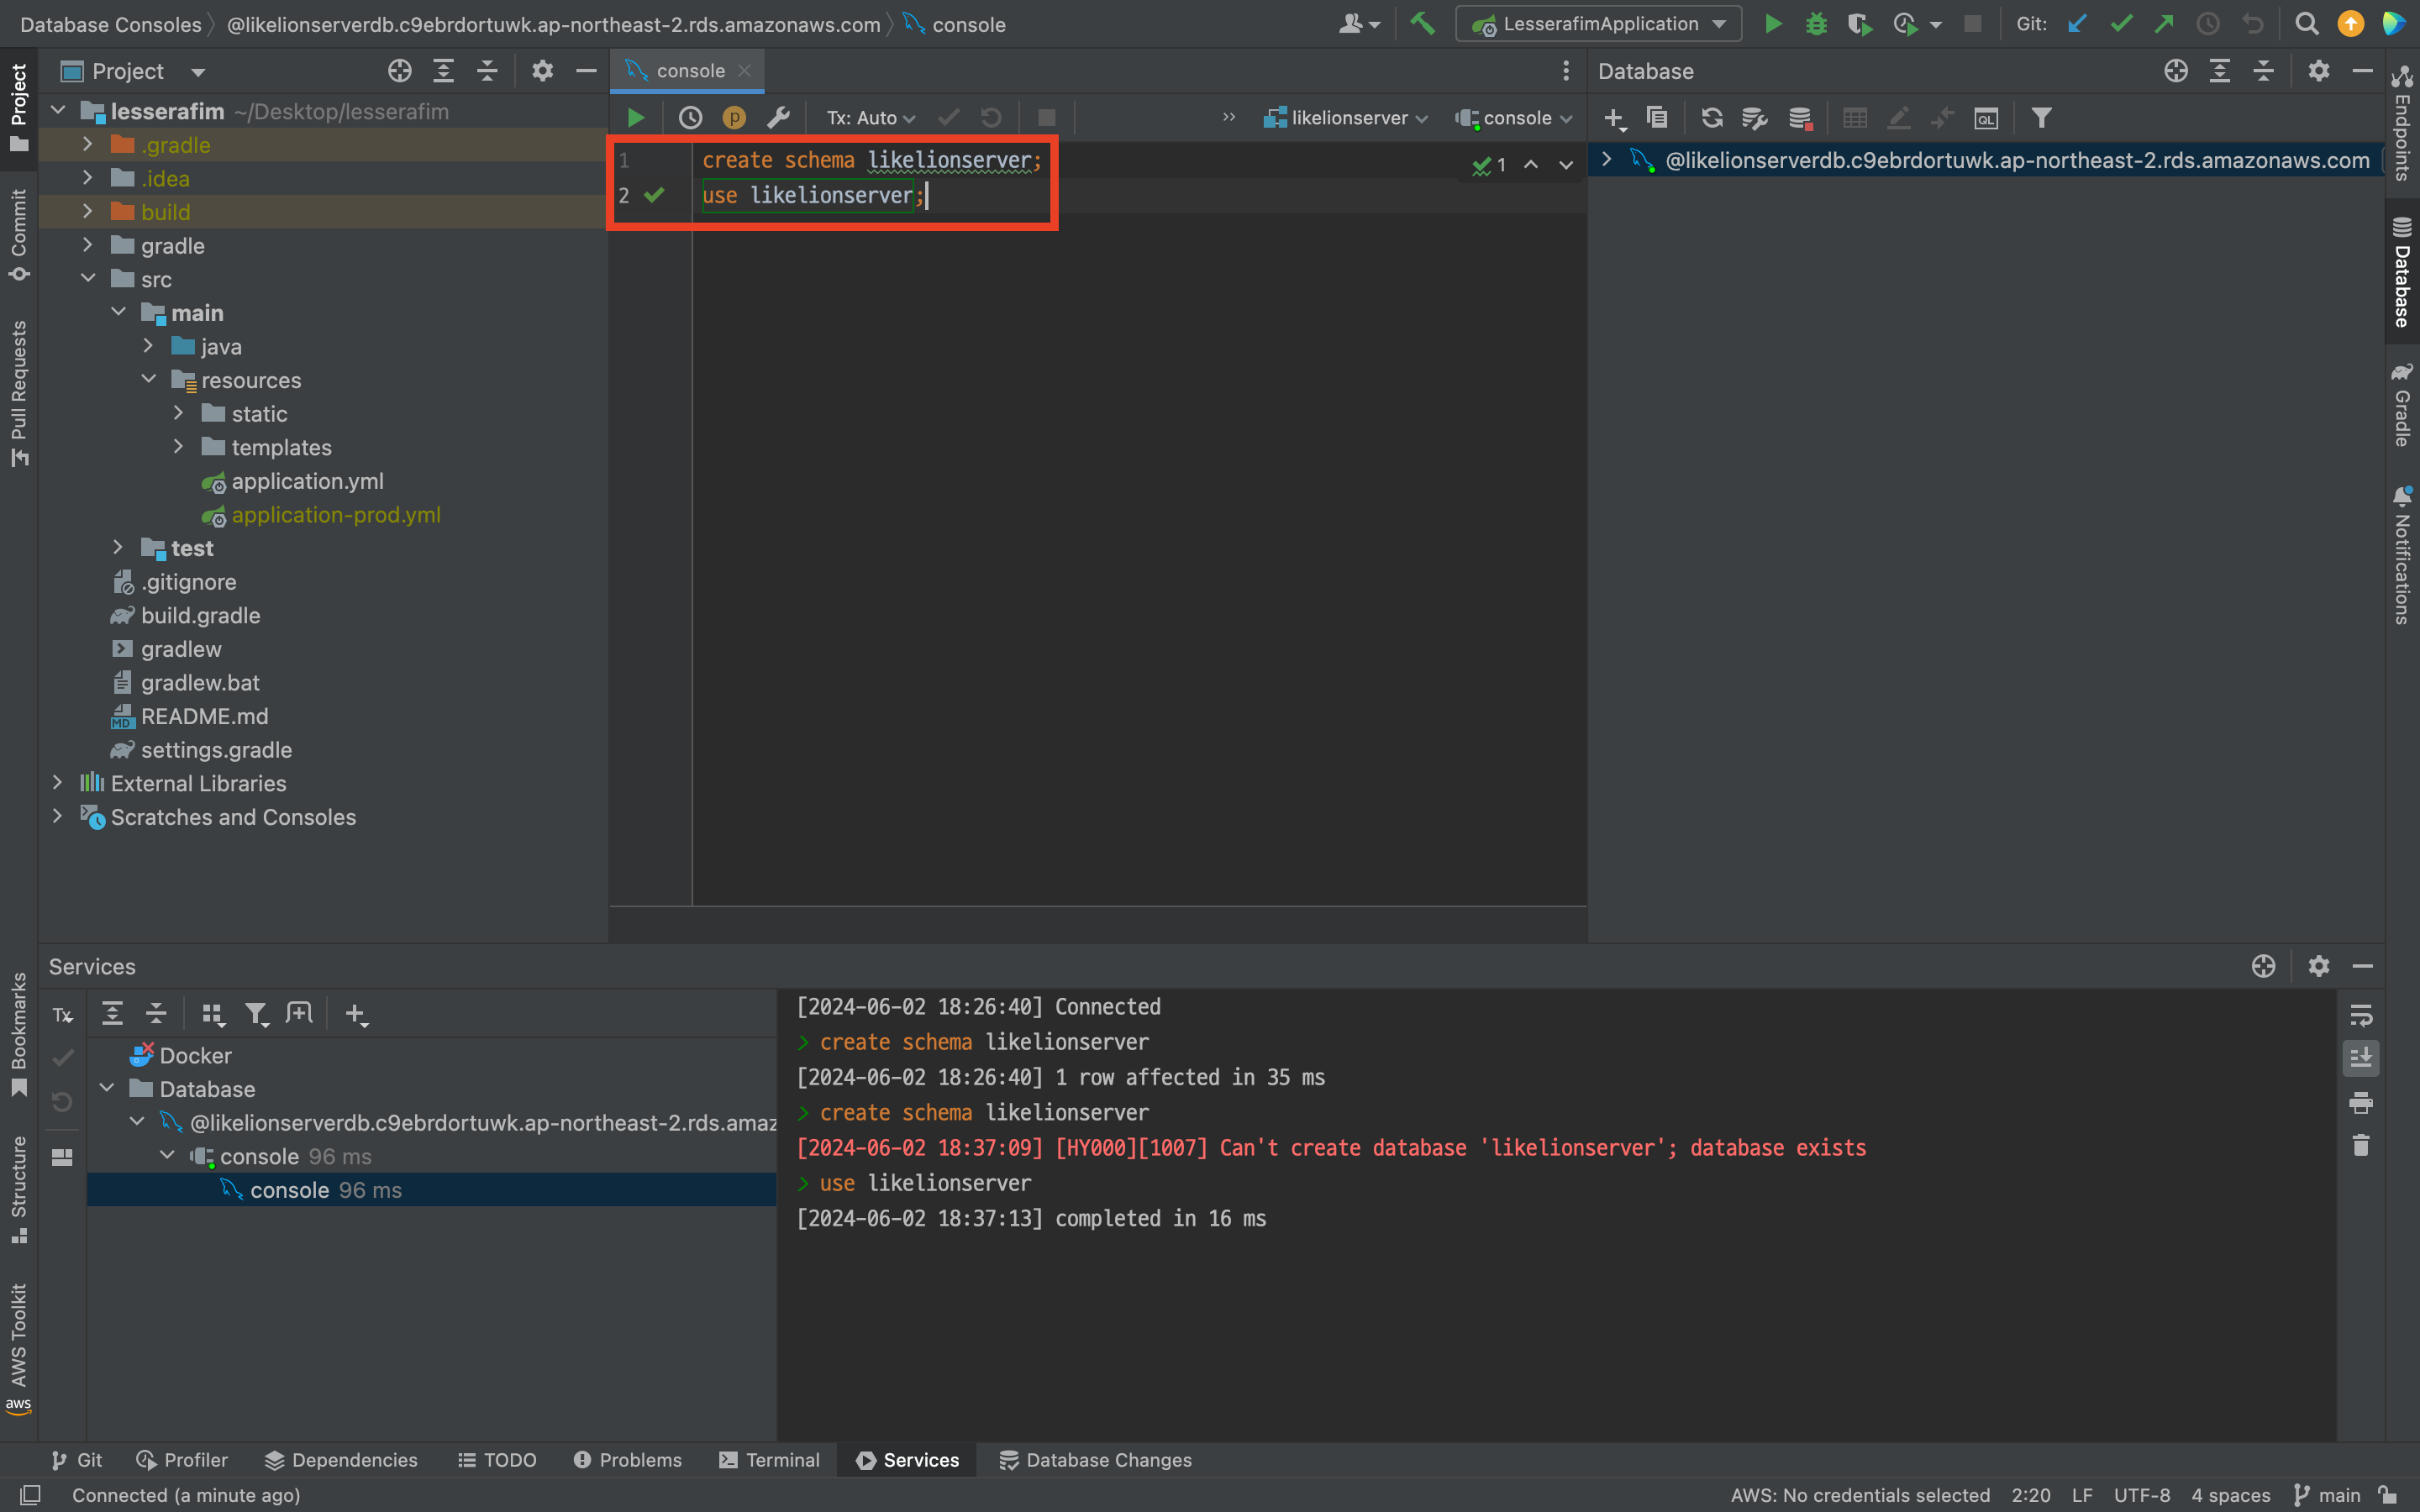 Database Consoles @likelionserverdb.c9ebrdortuwk.ap-northeast-2.rds.amazonaws.com console
LesserafimApplication
Git:
Project
console
Database
Tx: Auto
likelionserver
console
lesserafim ~/Desktop/lesserafim
.gradle
.idea
build
gradle
src
main
java
resources
static
templates
application.yml
application-prod.yml
test
.gitignore
build.gradle
gradlew
gradlew.bat
README.md
settings.gradle
External Libraries
Scratches and Consoles
1 create schema likelionserver;
2 use likelionserver;
1
@likelionserverdb.c9ebrdortuwk.ap-northeast-2.rds.amazonaws.com
Project
Commit
Pull Requests
Bookmarks
Structure
AWS Toolkit
aws
Endpoints
Database
Gradle
Notifications
Services
Tx
Docker
Database
@likelionserverdb.c9ebrdortuwk.ap-northeast-2.rds.amaz
console 96 ms
console 96 ms
[2024-06-02 18:26:40] Connected
> create schema likelionserver
[2024-06-02 18:26:40] 1 row affected in 35 ms
> create schema likelionserver
[2024-06-02 18:37:09] [HY000][1007] Can't create database 'likelionserver'; database exists
> use likelionserver
[2024-06-02 18:37:13] completed in 16 ms
Git
Profiler
Dependencies
TODO
Problems
Terminal
Services
Database Changes
Connected (a minute ago)
AWS: No credentials selected
2:20
LF
UTF-8
4 spaces
main